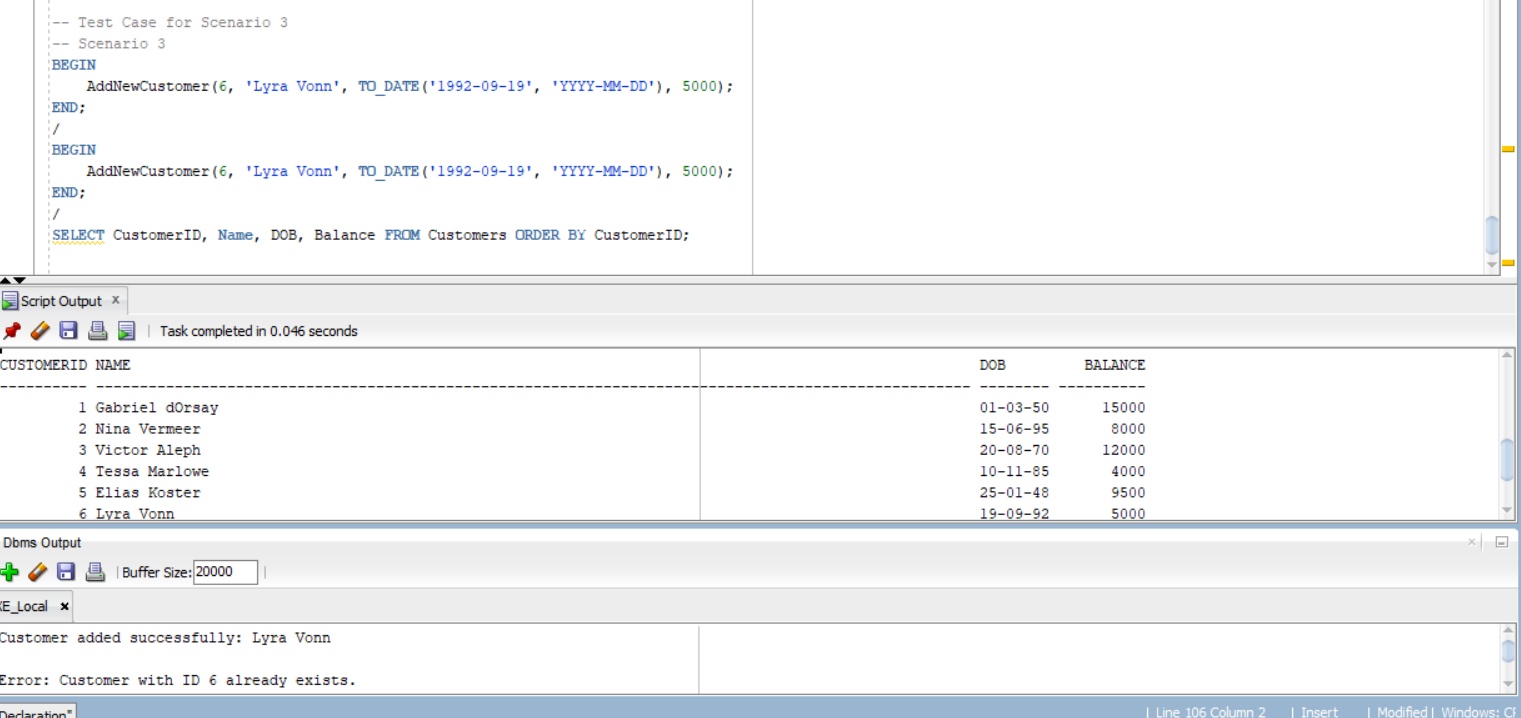 -- Test Case for Scenario 3
-- Scenario 3
BEGIN
    AddNewCustomer(6, 'Lyra Vonn', TO_DATE('1992-09-19', 'YYYY-MM-DD'), 5000);
END;
/
BEGIN
    AddNewCustomer(6, 'Lyra Vonn', TO_DATE('1992-09-19', 'YYYY-MM-DD'), 5000);
END;
/
SELECT CustomerID, Name, DOB, Balance FROM Customers ORDER BY CustomerID;
Script Output x
| Task completed in 0.046 seconds
CUSTOMERID NAME DOB BALANCE
---------- ---------------------------------------------------------------------------------------------------- -------- ----------
1 Gabriel dOrsay 01-03-50 15000
2 Nina Vermeer 15-06-95 8000
3 Victor Aleph 20-08-70 12000
4 Tessa Marlowe 10-11-85 4000
5 Elias Koster 25-01-48 9500
6 Lyra Vonn 19-09-92 5000
Dbms Output
| Buffer Size: 20000 |
XE_Local x
Customer added successfully: Lyra Vonn
Error: Customer with ID 6 already exists.
Declaration"
| Line 106 Column 2 | Insert | Modified | Windows: CF